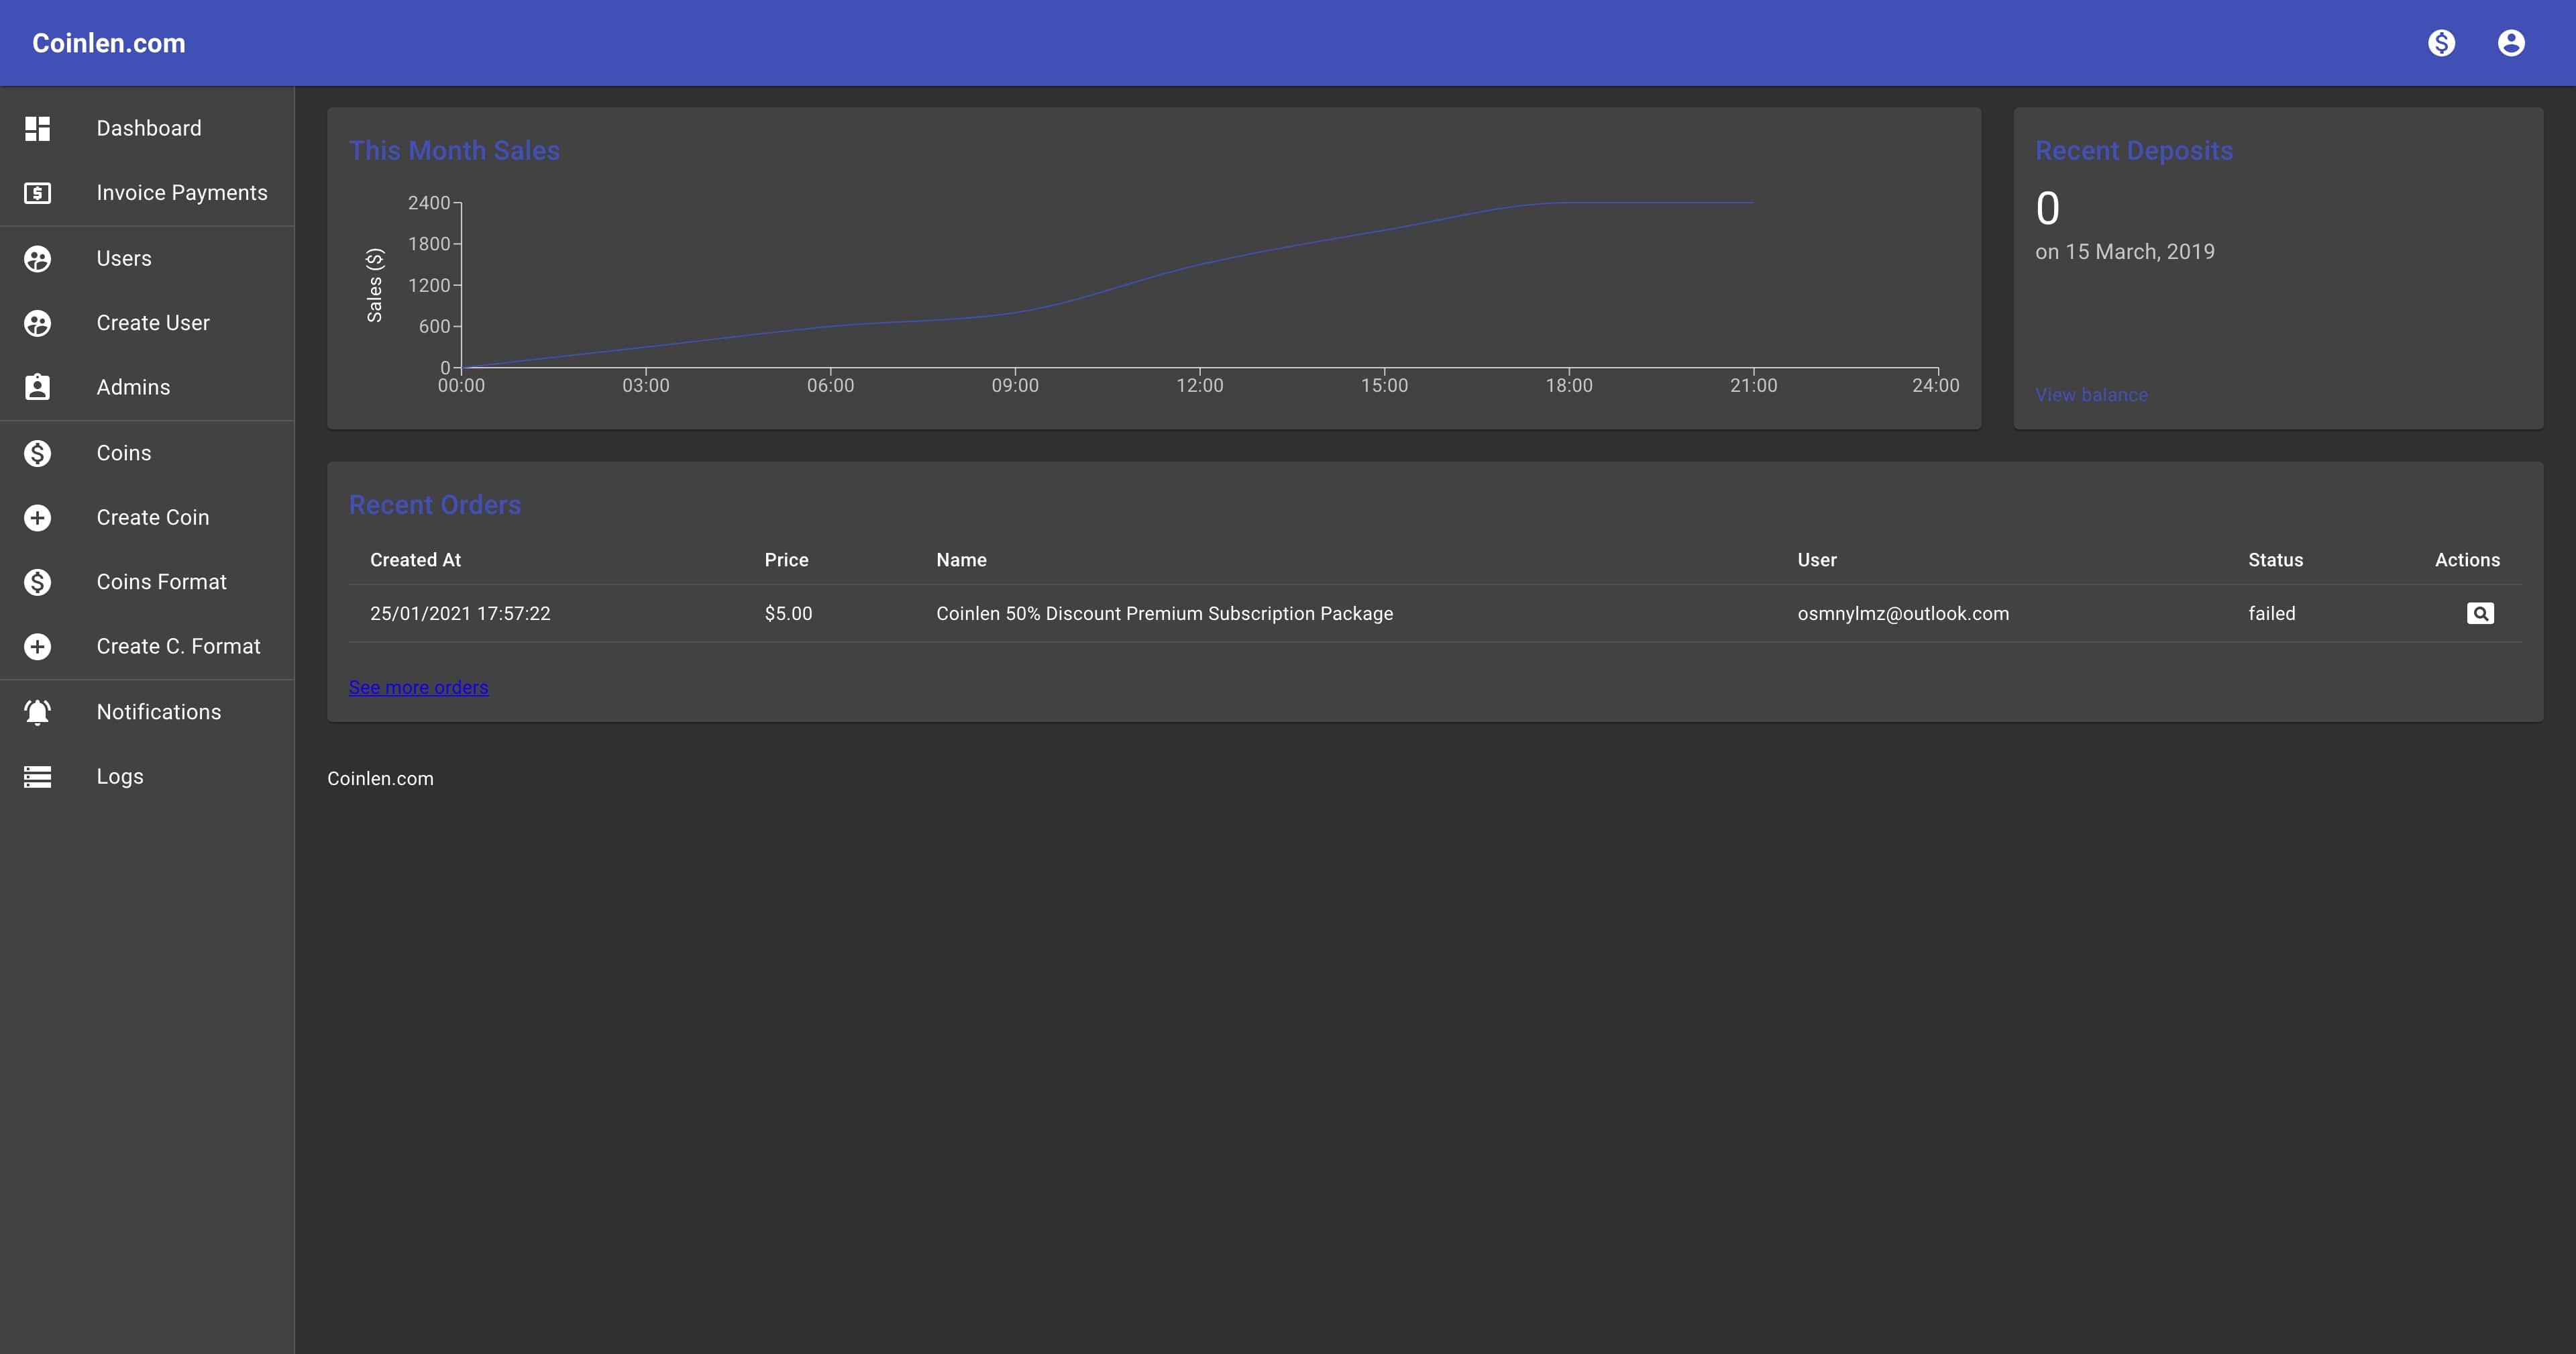 Coinlen.com
Dashboard
Invoice Payments
Users
Create User
Admins
Coins
Create Coin
Coins Format
Create C. Format
Notifications
Logs
This Month Sales
Sales ($)
2400
1800
1200
600
0
00:00 03:00 06:00 09:00 12:00 15:00 18:00 21:00 24:00
Recent Deposits
0
on 15 March, 2019
View balance
Recent Orders
Created At Price Name User Status Actions
25/01/2021 17:57:22 $5.00 Coinlen 50% Discount Premium Subscription Package osmnylmz@outlook.com failed
See more orders
Coinlen.com